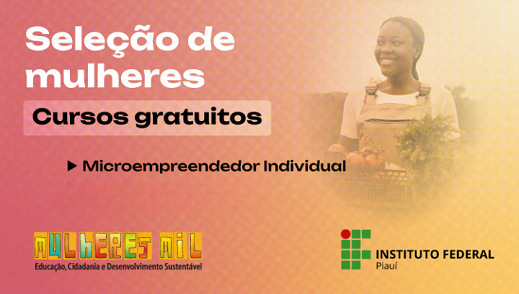 Seleção de
mulheres
Cursos gratuitos
Microempreendedor Individual
MULHERES MIL
Educação, Cidadania e Desenvolvimento Sustentável
INSTITUTO FEDERAL
Piauí